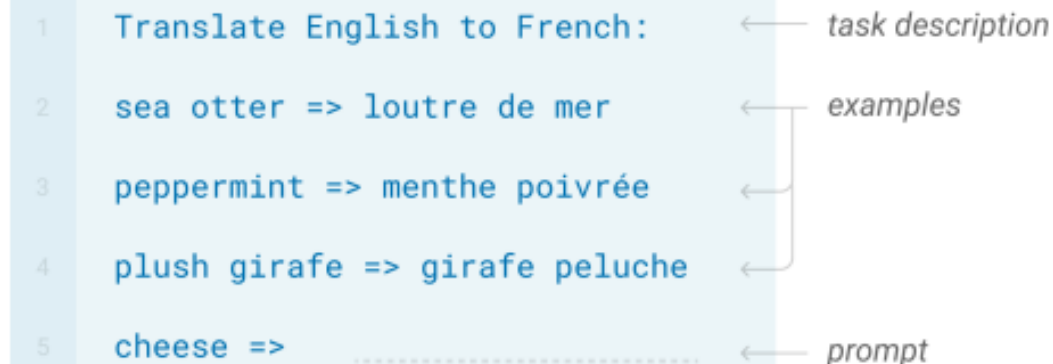 1 Translate English to French: task description
2 sea otter => loutre de mer examples
3 peppermint => menthe poivrée
4 plush girafe => girafe peluche
5 cheese => prompt